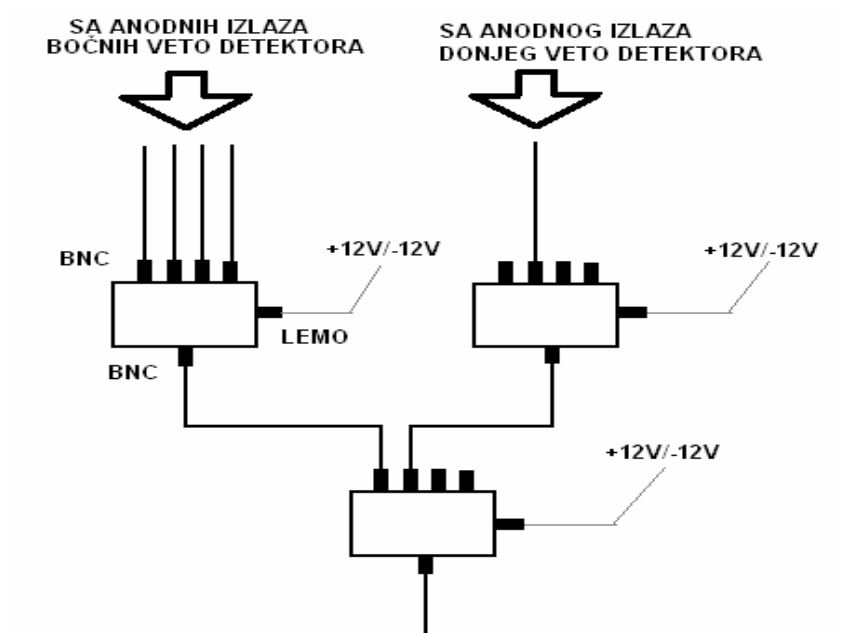 SA ANODNIH IZLAZA
BOČNIH VETO DETEKTORA
SA ANODNOG IZLAZA
DONJEG VETO DETEKTORA
BNC
+12V/-12V
+12V/-12V
LEMO
BNC
+12V/-12V